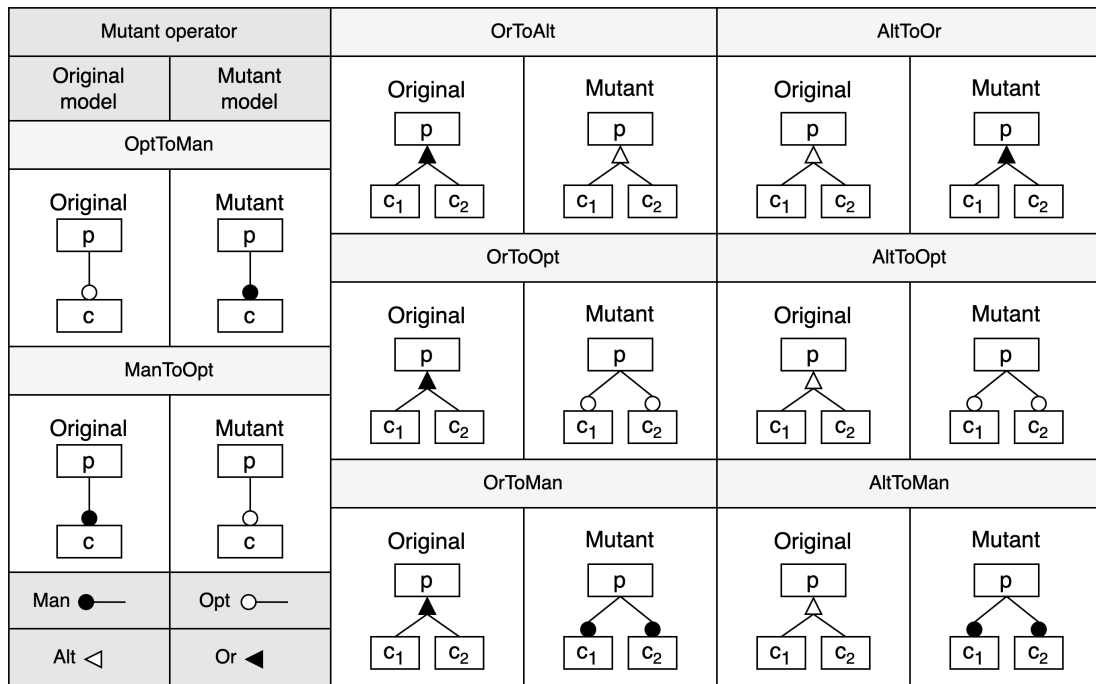 Mutant operator
Original model
Mutant model
OptToMan
Original
Mutant
p
p
c
c
ManToOpt
Original
Mutant
p
p
c
c
Man
Opt
Alt
Or
OrToAlt
Original
Mutant
p
p
c1 c2
c1 c2
OrToOpt
Original
Mutant
p
p
c1 c2
c1 c2
OrToMan
Original
Mutant
p
p
c1 c2
c1 c2
AltToOr
Original
Mutant
p
p
c1 c2
c1 c2
AltToOpt
Original
Mutant
p
p
c1 c2
c1 c2
AltToMan
Original
Mutant
p
p
c1 c2
c1 c2